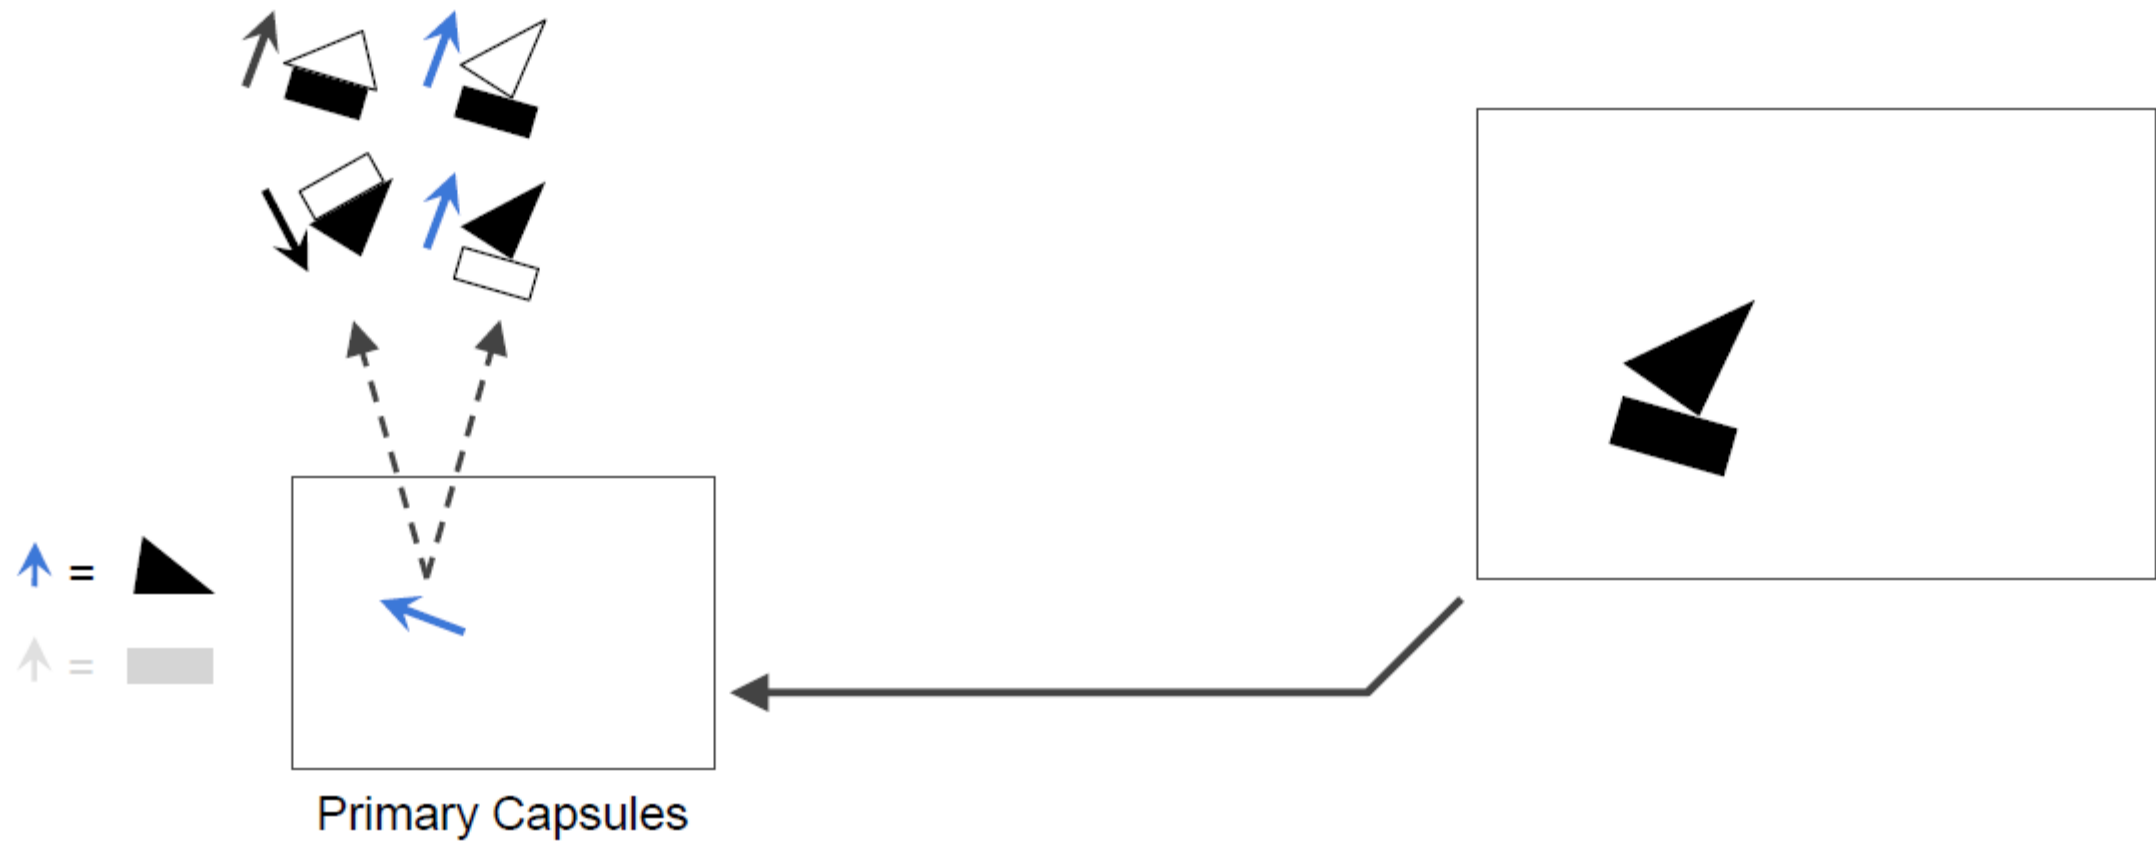 =
=
Primary Capsules